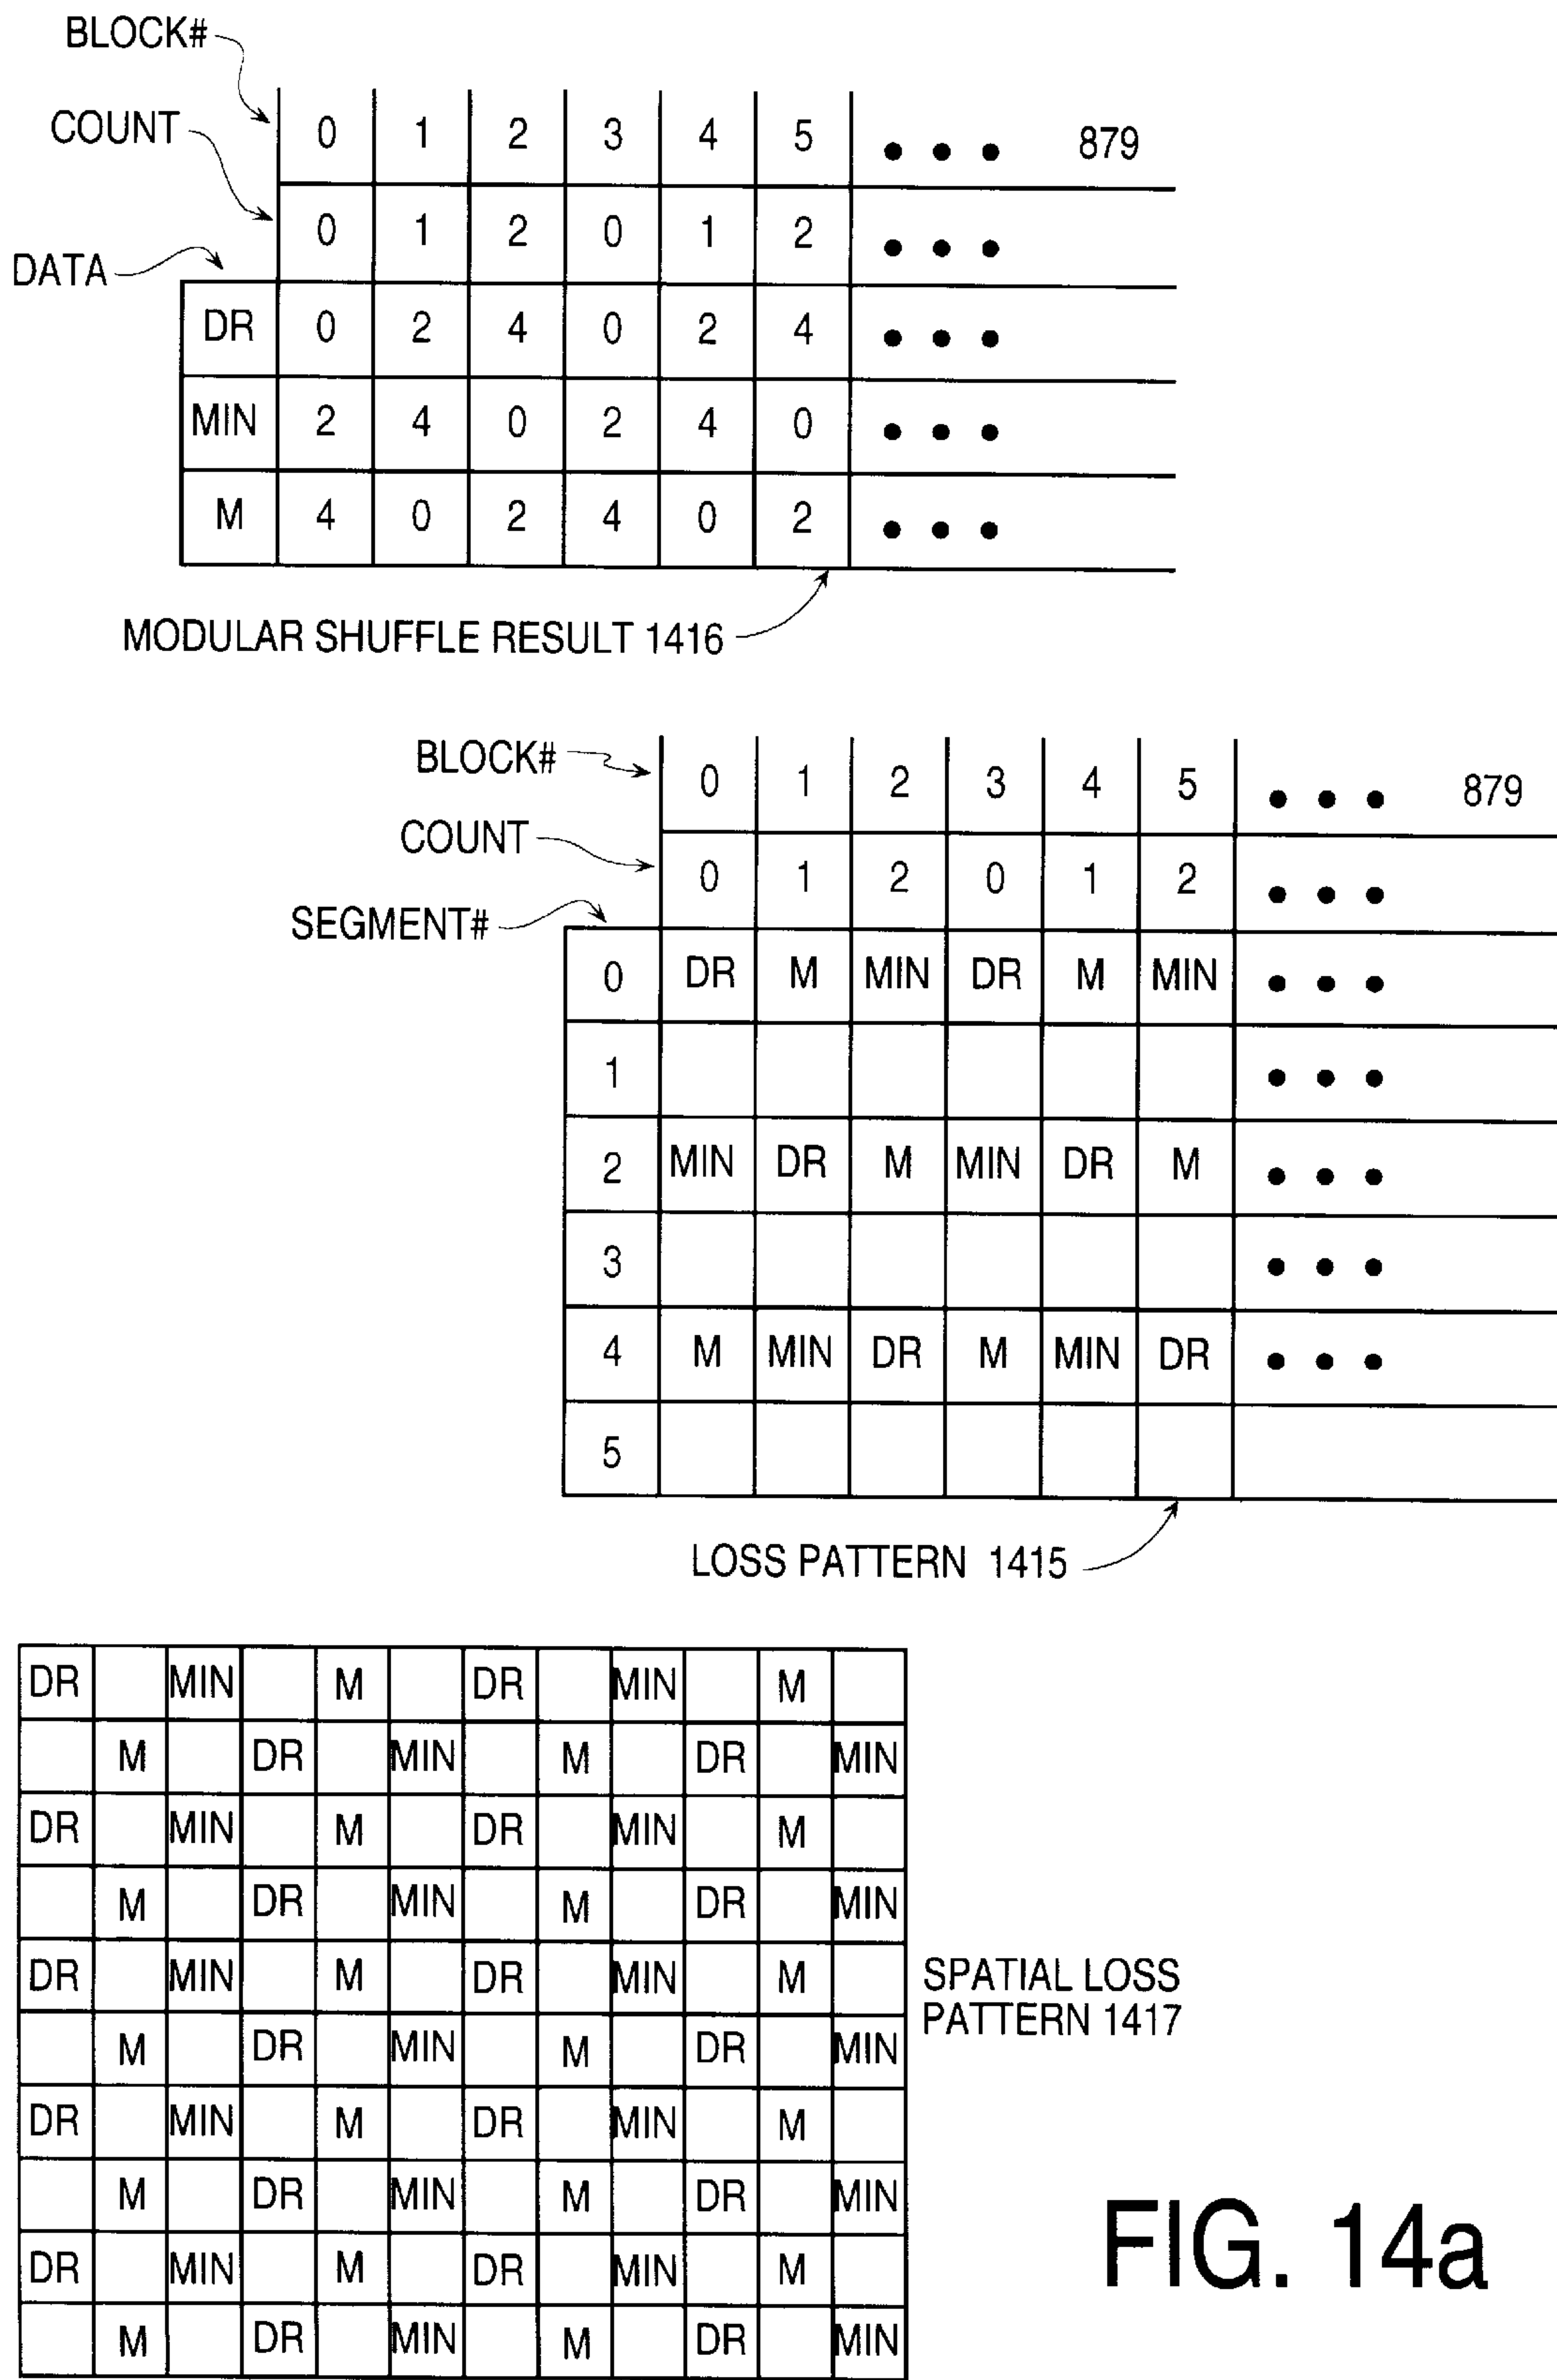 BLOCK#
0 1 2 3 4 5 ● ● ● 879
COUNT
0 1 2 0 1 2 ● ● ●
DATA
DR 0 2 4 0 2 4 ● ● ●
MIN 2 4 0 2 4 0 ● ● ●
M 4 0 2 4 0 2 ● ● ●
MODULAR SHUFFLE RESULT 1416
BLOCK#
0 1 2 3 4 5 ● ● ● 879
COUNT
0 1 2 0 1 2 ● ● ●
SEGMENT#
0 DR M MIN DR M MIN ● ● ●
1 ● ● ●
2 MIN DR M MIN DR M ● ● ●
3 ● ● ●
4 M MIN DR M MIN DR ● ● ●
5
LOSS PATTERN 1415
DR MIN M DR MIN M
M DR MIN M DR MIN
DR MIN M DR MIN M
M DR MIN M DR MIN
DR MIN M DR MIN M
M DR MIN M DR MIN
DR MIN M DR MIN M
M DR MIN M DR MIN
DR MIN M DR MIN M
M DR MIN M DR MIN
SPATIAL LOSS
PATTERN 1417
FIG. 14a